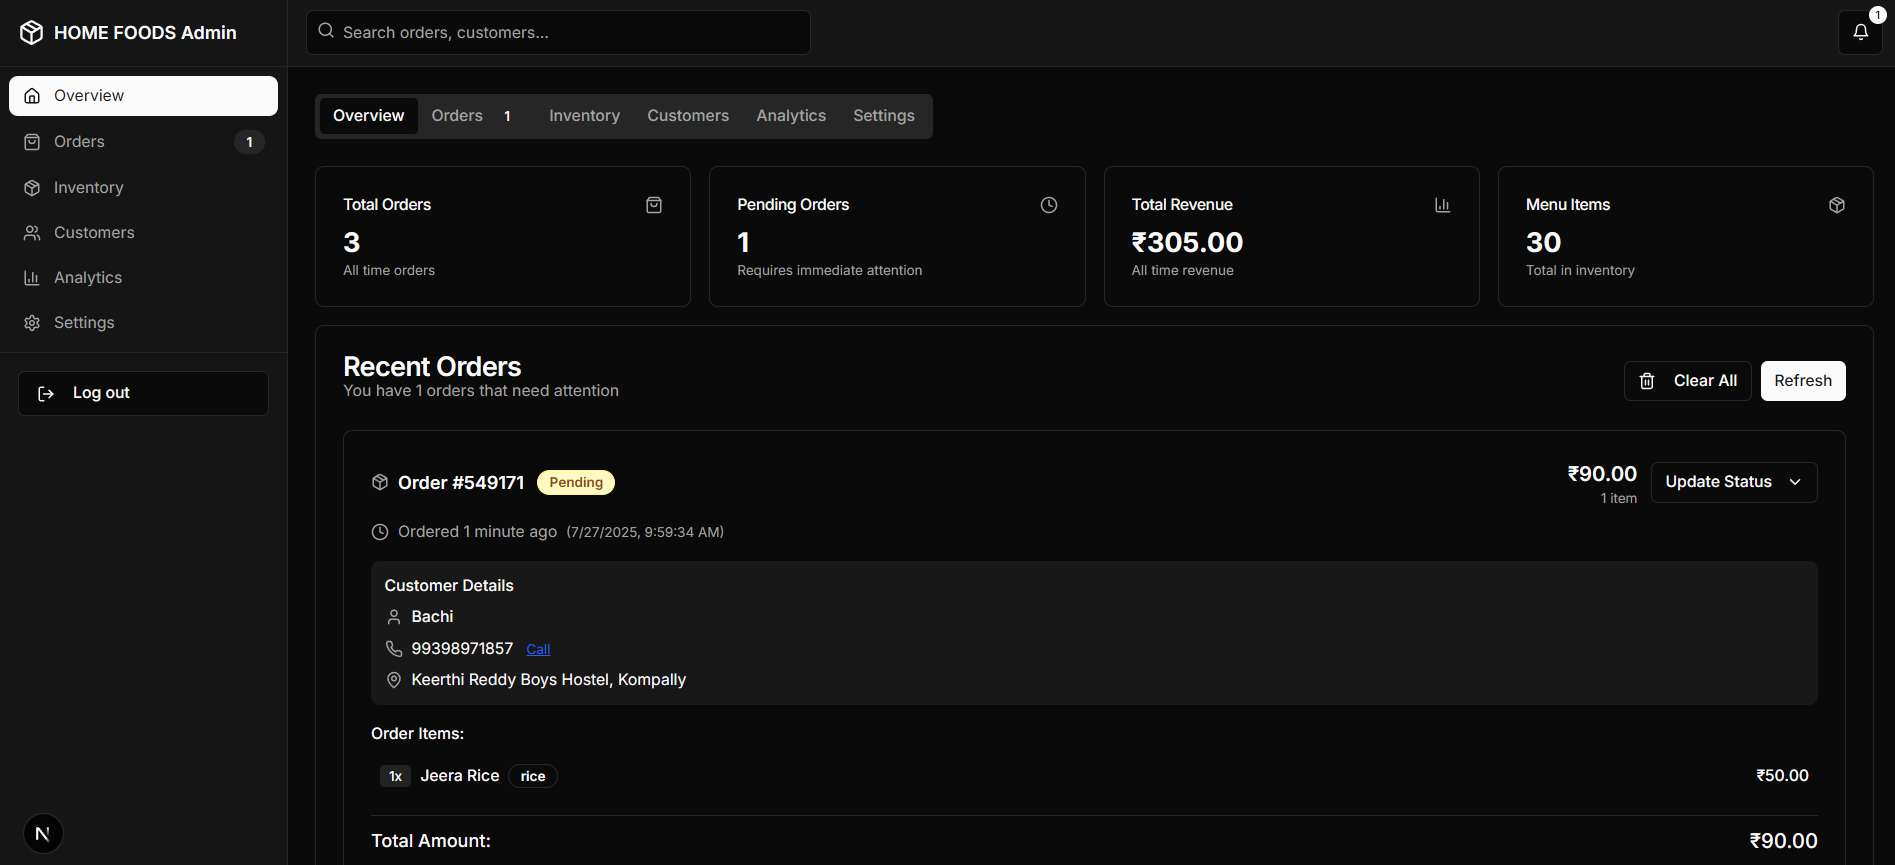 HOME FOODS Admin
Search orders, customers...
1
Overview
Orders 1
Inventory
Customers
Analytics
Settings
Log out
Overview Orders 1 Inventory Customers Analytics Settings
Total Orders
3
All time orders
Pending Orders
1
Requires immediate attention
Total Revenue
₹305.00
All time revenue
Menu Items
30
Total in inventory
Recent Orders
You have 1 orders that need attention
Clear All
Refresh
Order #549171 Pending
₹90.00
1 item
Update Status
Ordered 1 minute ago (7/27/2025, 9:59:34 AM)
Customer Details
Bachi
99398971857 Call
Keerthi Reddy Boys Hostel, Kompally
Order Items:
1x Jeera Rice rice ₹50.00
Total Amount: ₹90.00
N